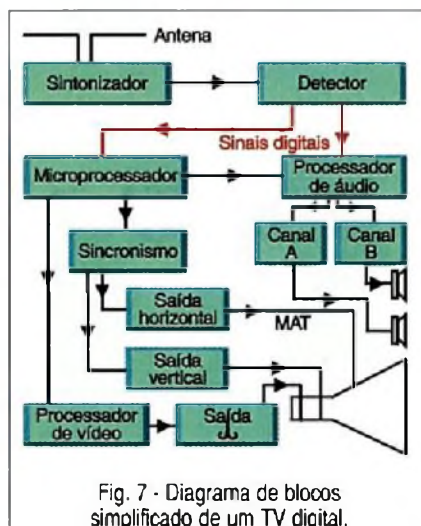 Antena
Sintonizador
Detector
Sinais digitais
Microprocessador
Processador
de áudio
Sincronismo
Canal
A
Canal
B
Saída
horizontal
MAT
Saída
vertical
Processador
de vídeo
Saída
Fig. 7 - Diagrama de blocos
simplificado de um TV digital.